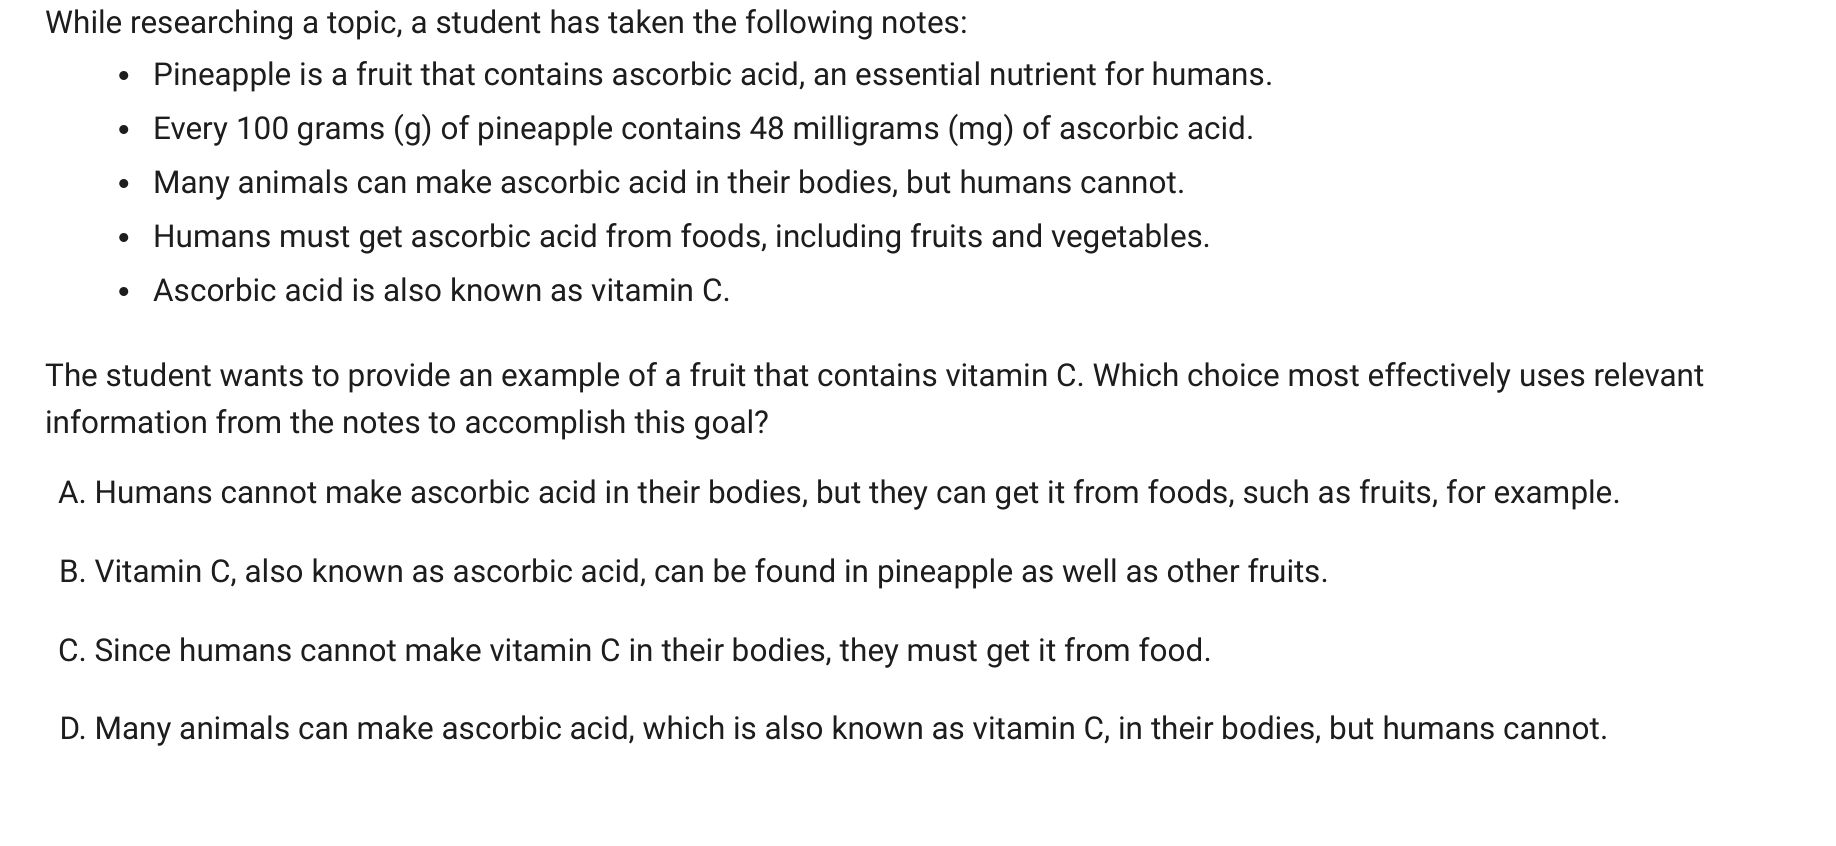 While researching a topic, a student has taken the following notes:
• Pineapple is a fruit that contains ascorbic acid, an essential nutrient for humans.
• Every 100 grams (g) of pineapple contains 48 milligrams (mg) of ascorbic acid.
• Many animals can make ascorbic acid in their bodies, but humans cannot.
• Humans must get ascorbic acid from foods, including fruits and vegetables.
• Ascorbic acid is also known as vitamin C.
The student wants to provide an example of a fruit that contains vitamin C. Which choice most effectively uses relevant
information from the notes to accomplish this goal?
A. Humans cannot make ascorbic acid in their bodies, but they can get it from foods, such as fruits, for example.
B. Vitamin C, also known as ascorbic acid, can be found in pineapple as well as other fruits.
C. Since humans cannot make vitamin C in their bodies, they must get it from food.
D. Many animals can make ascorbic acid, which is also known as vitamin C, in their bodies, but humans cannot.